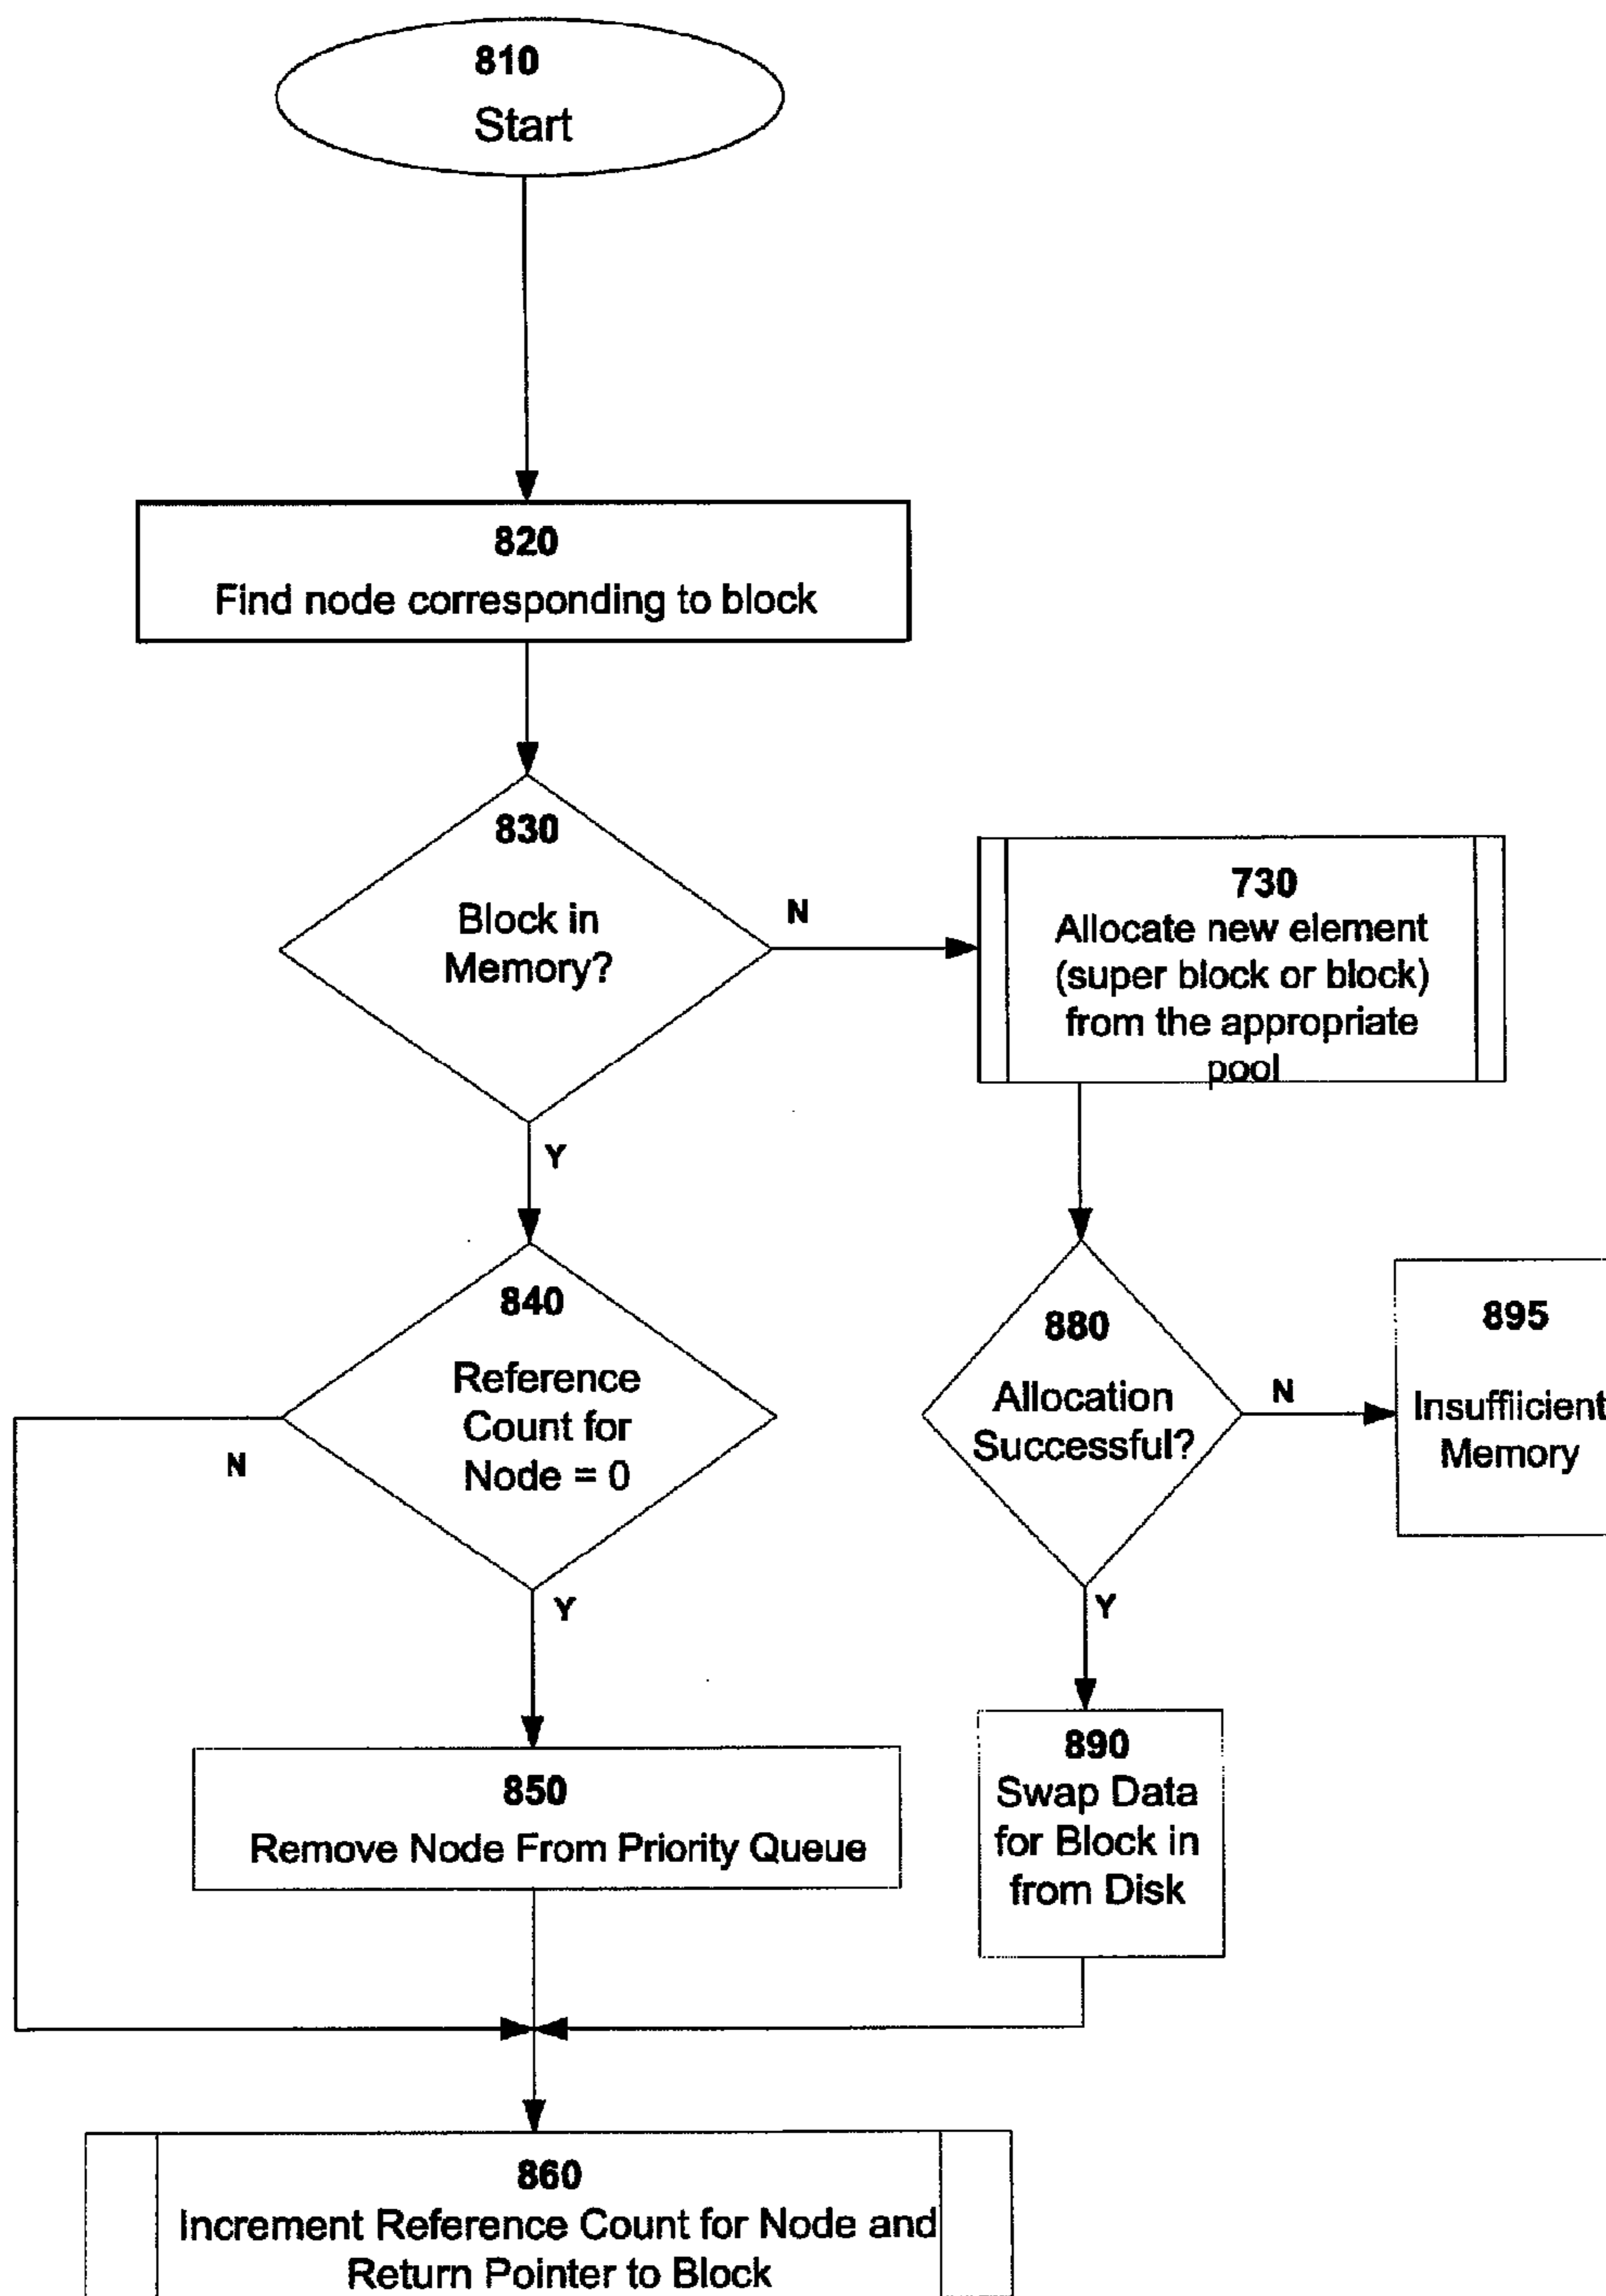 810
Start
820
Find node corresponding to block
830
Block in
Memory?
N
Y
730
Allocate new element
(super block or block)
from the appropriate
pool
840
Reference
Count for
Node = 0
N
Y
880
Allocation
Successful?
N
Y
895
Insuffiicient
Memory
850
Remove Node From Priority Queue
890
Swap Data
for Block in
from Disk
860
Increment Reference Count for Node and
Return Pointer to Block